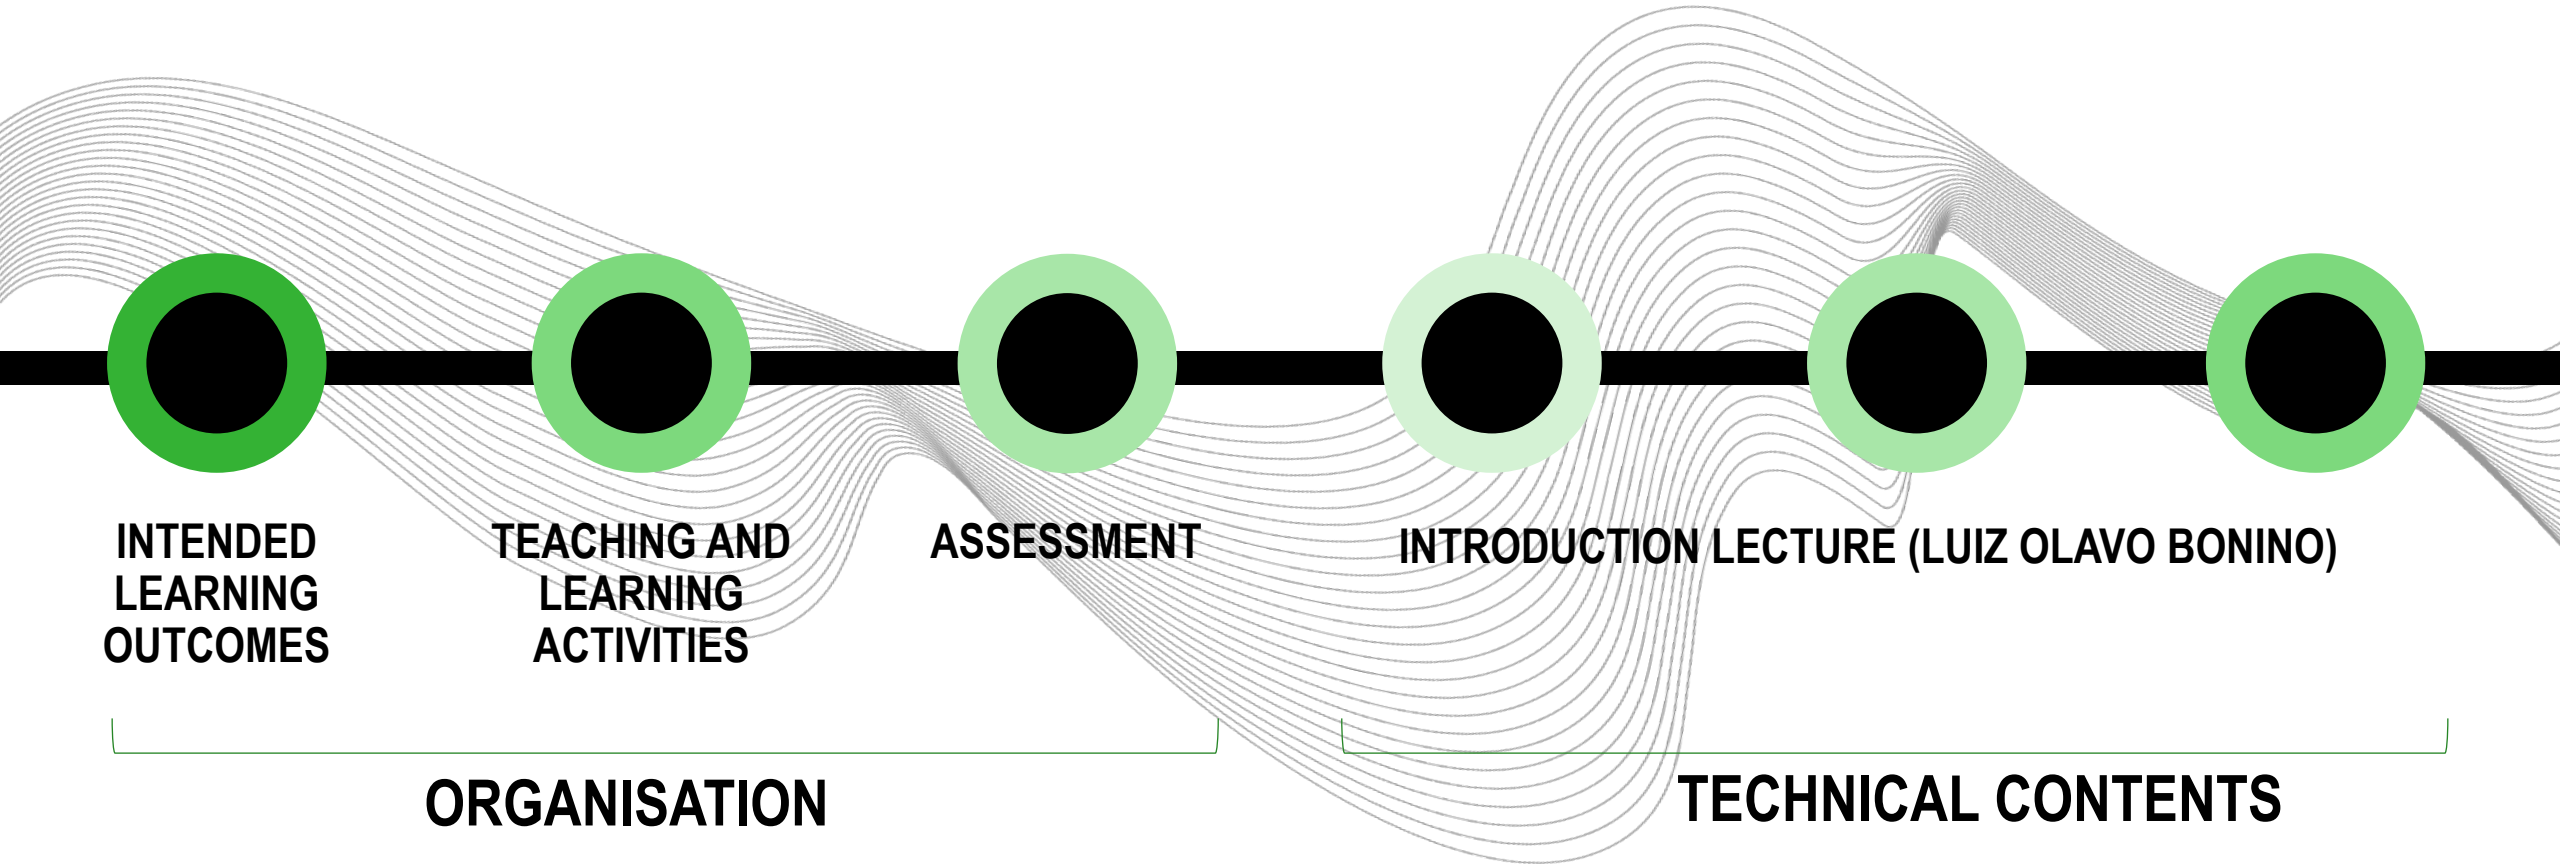 INTENDED
LEARNING
OUTCOMES
TEACHING AND
LEARNING
ACTIVITIES
ASSESSMENT
INTRODUCTION LECTURE (LUIZ OLAVO BONINO)
ORGANISATION
TECHNICAL CONTENTS